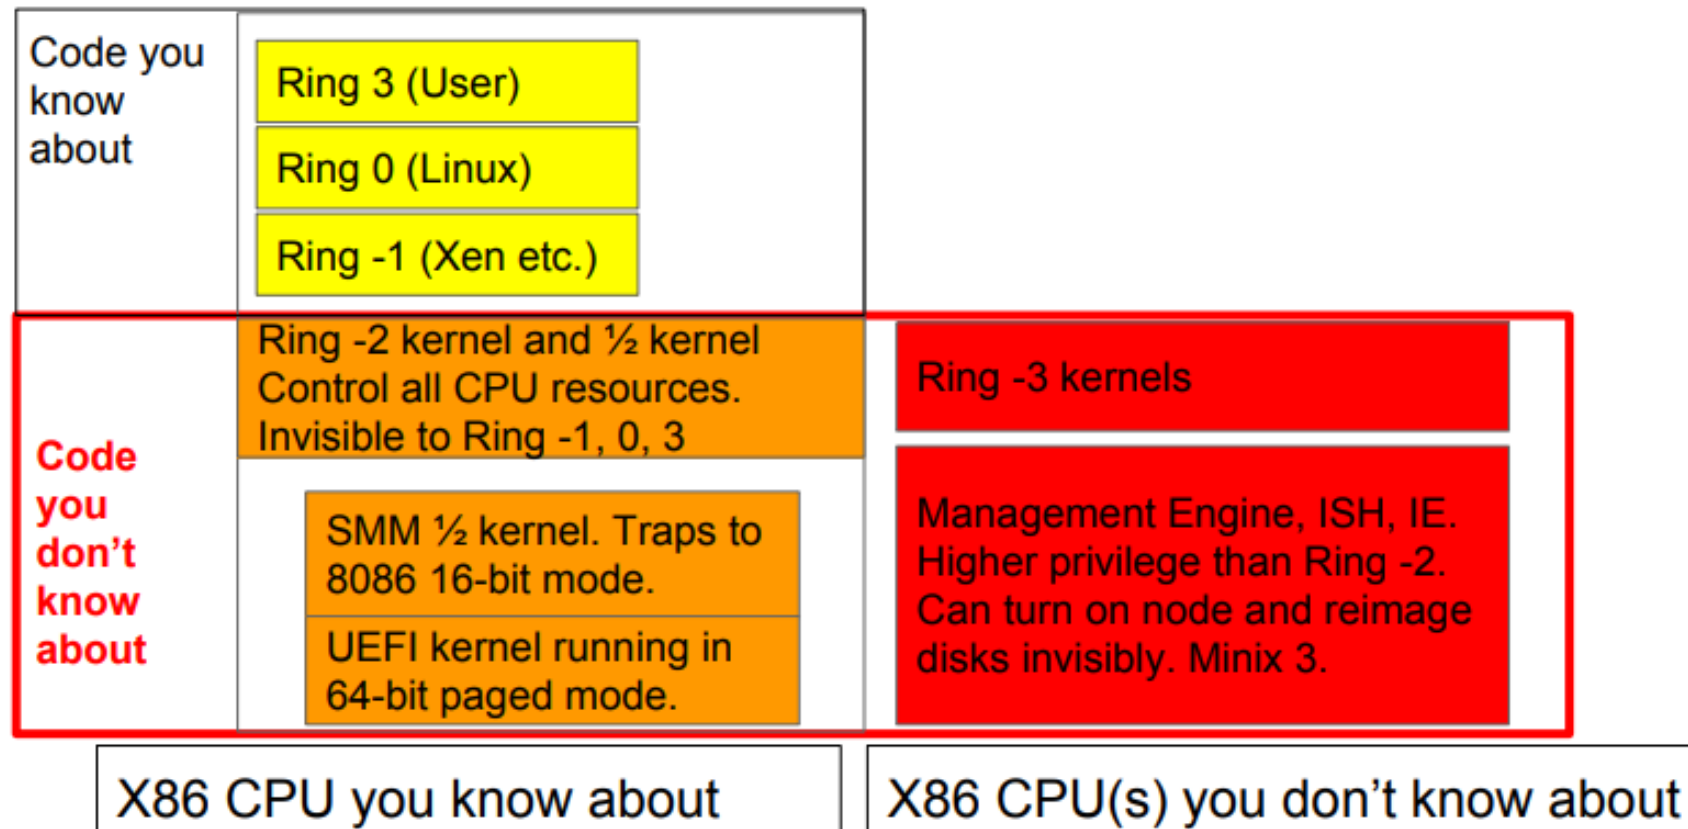 Code you
know
about
Ring 3 (User)
Ring 0 (Linux)
Ring -1 (Xen etc.)
Code
you
don't
know
about
Ring -2 kernel and ½ kernel
Control all CPU resources.
Invisible to Ring -1, 0, 3
SMM ½ kernel. Traps to
8086 16-bit mode.
UEFI kernel running in
64-bit paged mode.
Ring -3 kernels
Management Engine, ISH, IE.
Higher privilege than Ring -2.
Can turn on node and reimage
disks invisibly. Minix 3.
X86 CPU you know about
X86 CPU(s) you don't know about